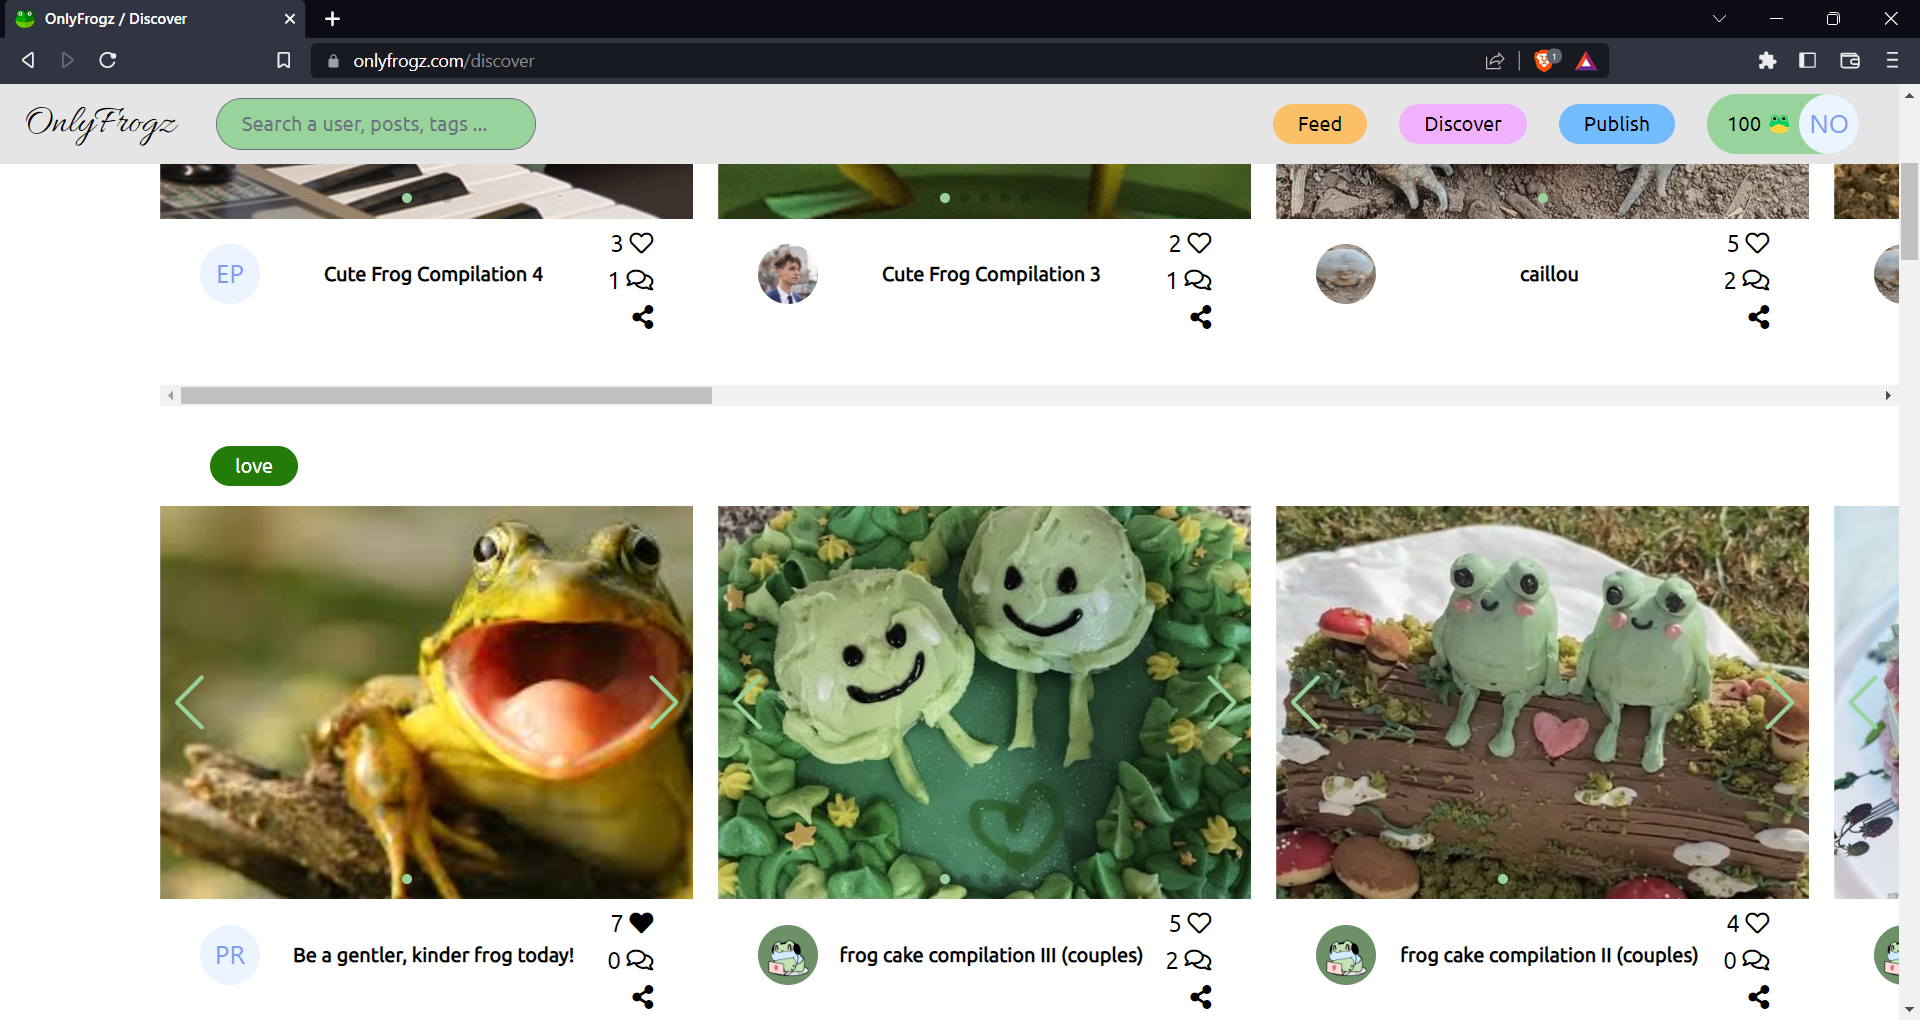 OnlyFrogz / Discover
onlyfrogz.com/discover
1
OnlyFrogz
Search a user, posts, tags ...
Feed
Discover
Publish
100
NO
EP
Cute Frog Compilation 4
3
1
Cute Frog Compilation 3
2
1
caillou
5
2
love
PR
Be a gentler, kinder frog today!
7
0
frog cake compilation III (couples)
5
2
frog cake compilation II (couples)
4
0